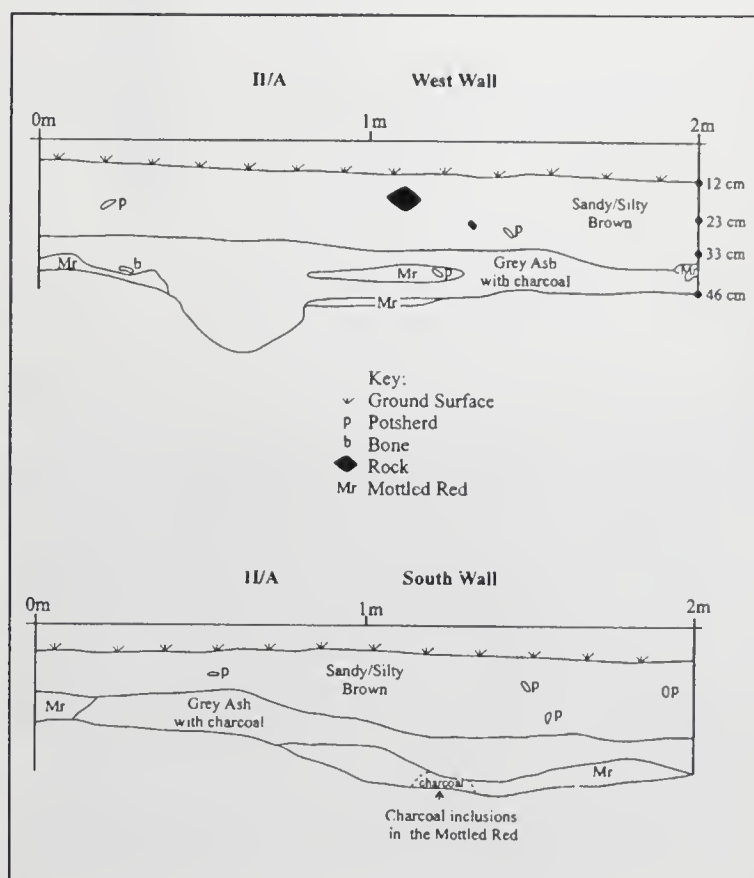 II/A West Wall
0m 1m 2m
12 cm
p
Sandy/Silty
Brown
23 cm
p
33 cm
Mr
b
Mr
p
Grey Ash
with charcoal
Mr
46 cm
Mr
Key:
Ground Surface
p Potsherd
b Bone
Rock
Mr Mottled Red
II/A South Wall
0m 1m 2m
p
Sandy/Silty
Brown
p
p
p
Mr
Grey Ash
with charcoal
Mr
charcoal
Charcoal inclusions
in the Mottled Red